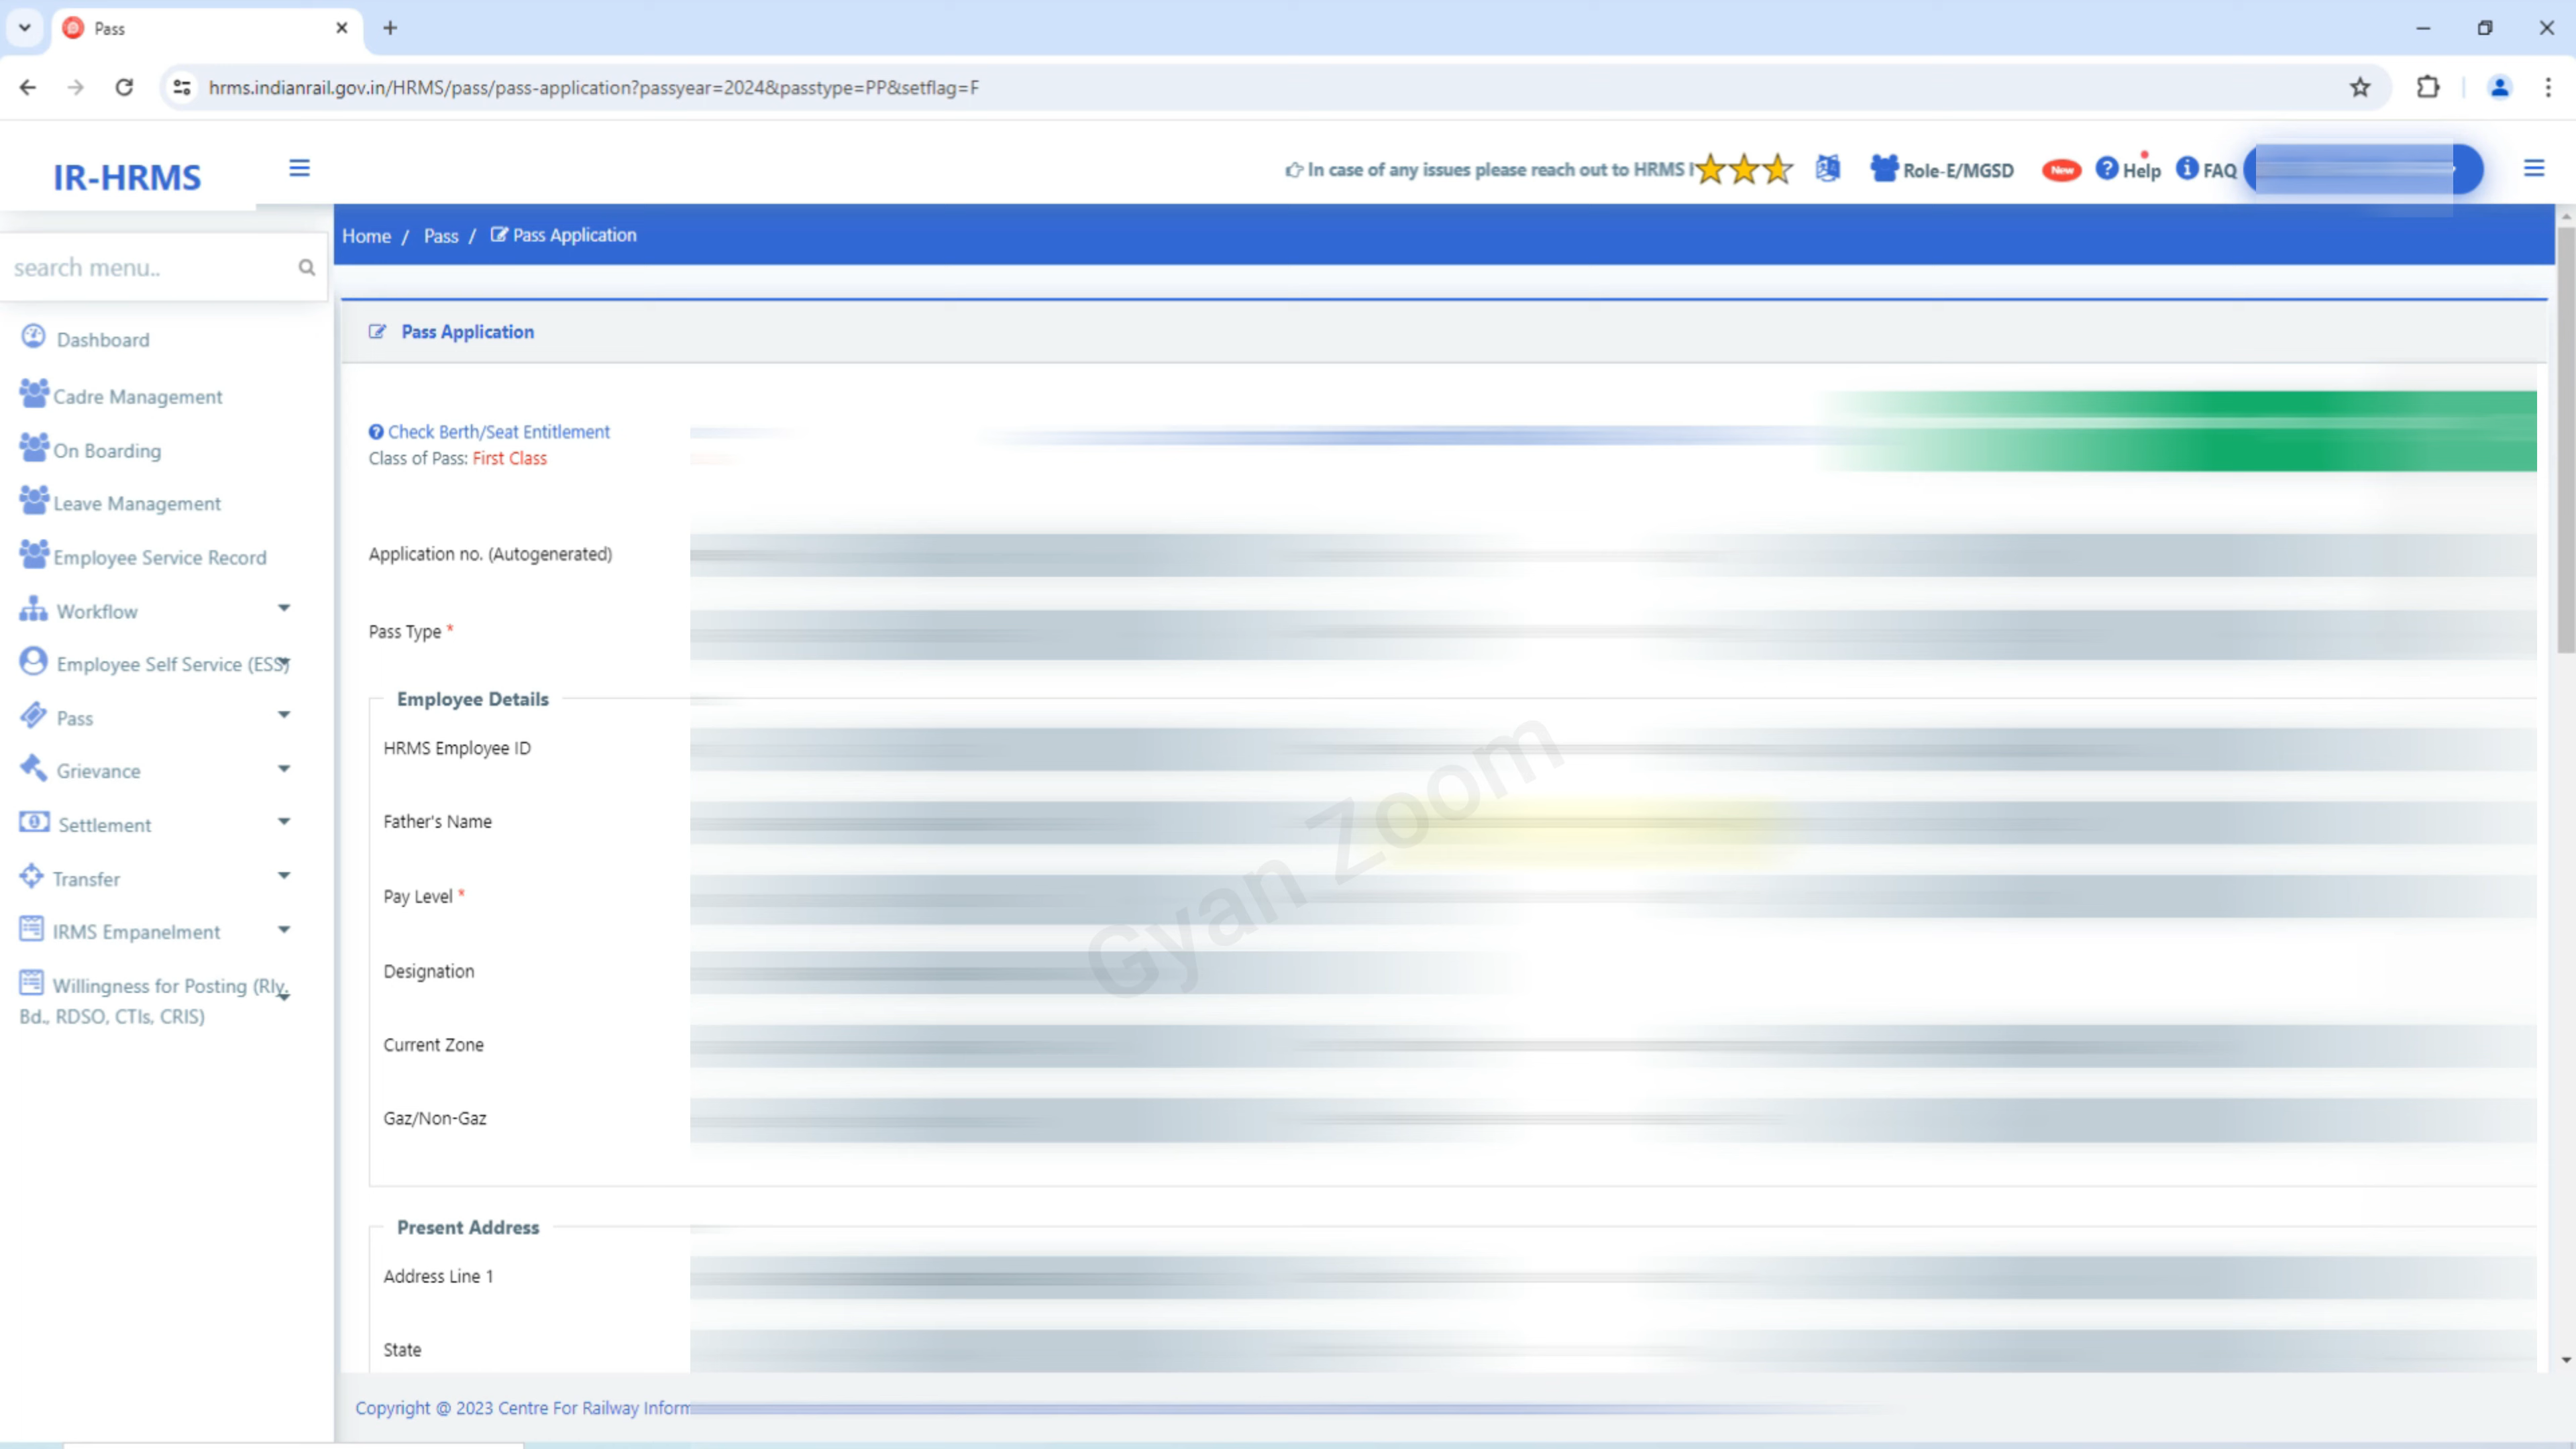 Pass
hrms.indianrail.gov.in/HRMS/pass/pass-application?passyear=2024&passtype=PP&setflag=F
IR-HRMS
In case of any issues please reach out to HRMS
Role-E/MGSD
New
Help
FAQ
Home / Pass / Pass Application
search menu..
Dashboard
Cadre Management
On Boarding
Leave Management
Employee Service Record
Workflow
Employee Self Service (ESS)
Pass
Grievance
Settlement
Transfer
IRMS Empanelment
Willingness for Posting (Rly.
Bd., RDSO, CTIs, CRIS)
Pass Application
Check Berth/Seat Entitlement
Class of Pass: First Class
Application no. (Autogenerated)
Pass Type *
Employee Details
HRMS Employee ID
Father's Name
Pay Level *
Designation
Current Zone
Gaz/Non-Gaz
Present Address
Address Line 1
State
Gyan Zoom
Copyright @ 2023 Centre For Railway Inform